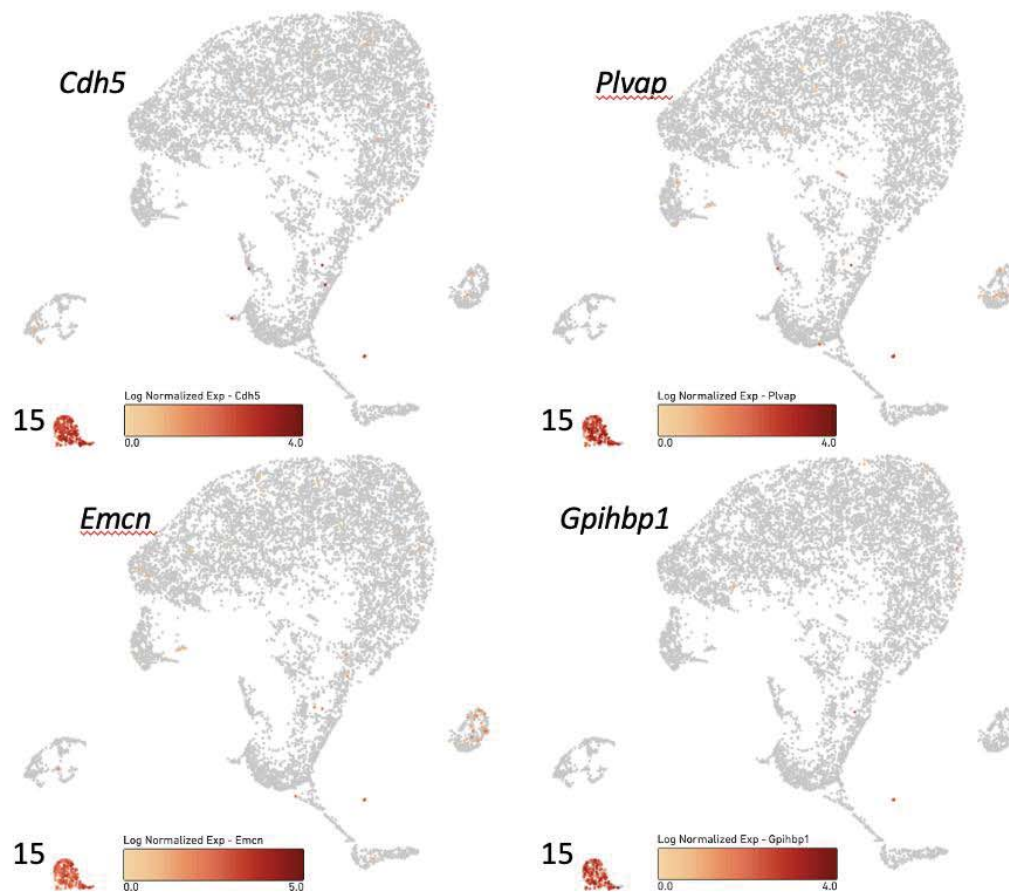 Cdh5
Plvap
Log Normalized Exp - Cdh5
15
0.0 4.0
Log Normalized Exp - Plvap
15
0.0 4.0
Emcn
Gpihbp1
Log Normalized Exp - Emcn
15
0.0 5.0
Log Normalized Exp - Gpihbp1
15
0.0 4.0